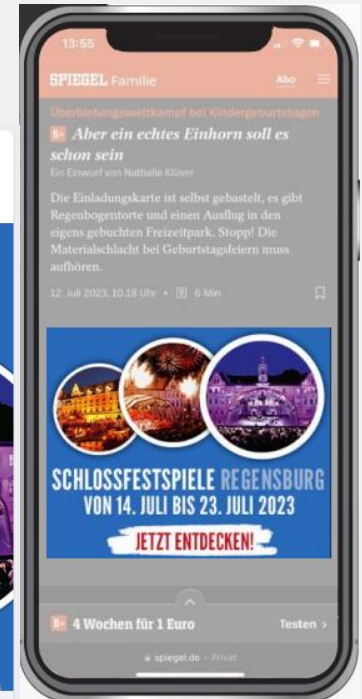 13:55
SPIEGEL Familie Abo
Überbietungswettkampf bei Kindergeburtstagen
S+ Aber ein echtes Einhorn soll es
schon sein
Ein Einwurf von Nathalie Klüver
Die Einladungskarte ist selbst gebastelt, es gibt
Regenbogentorte und einen Ausflug in den
eigens gebuchten Freizeitpark. Stopp! Die
Materialschlacht bei Geburtstagsfeiern muss
aufhören.
12. Juli 2023, 10.18 Uhr • 6 Min
SCHLOSSFESTSPIELE REGENSBURG
VON 14. JULI BIS 23. JULI 2023
JETZT ENTDECKEN!
S+ 4 Wochen für 1 Euro Testen >
spiegel.de – Privat